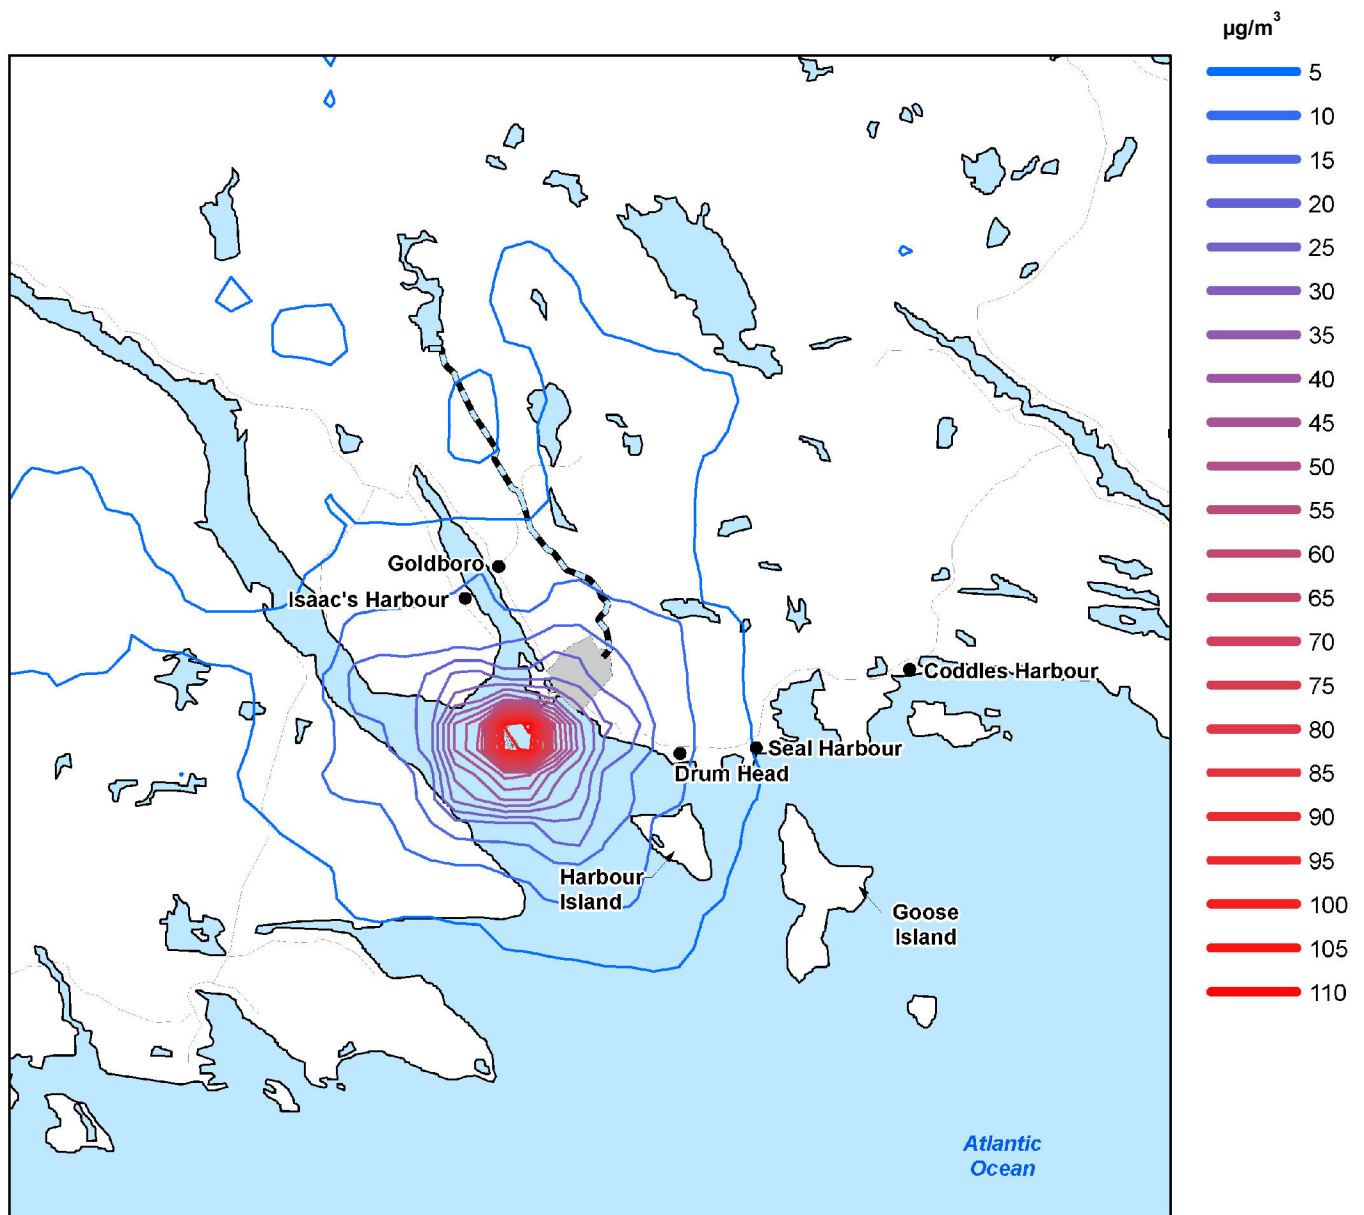 µg/m³
5
10
15
20
25
30
35
40
45
50
55
60
65
70
75
80
85
90
95
100
105
110
Goldboro
Isaac's Harbour
Coddles Harbour
Seal Harbour
Drum Head
Harbour
Island
Goose
Island
Atlantic
Ocean